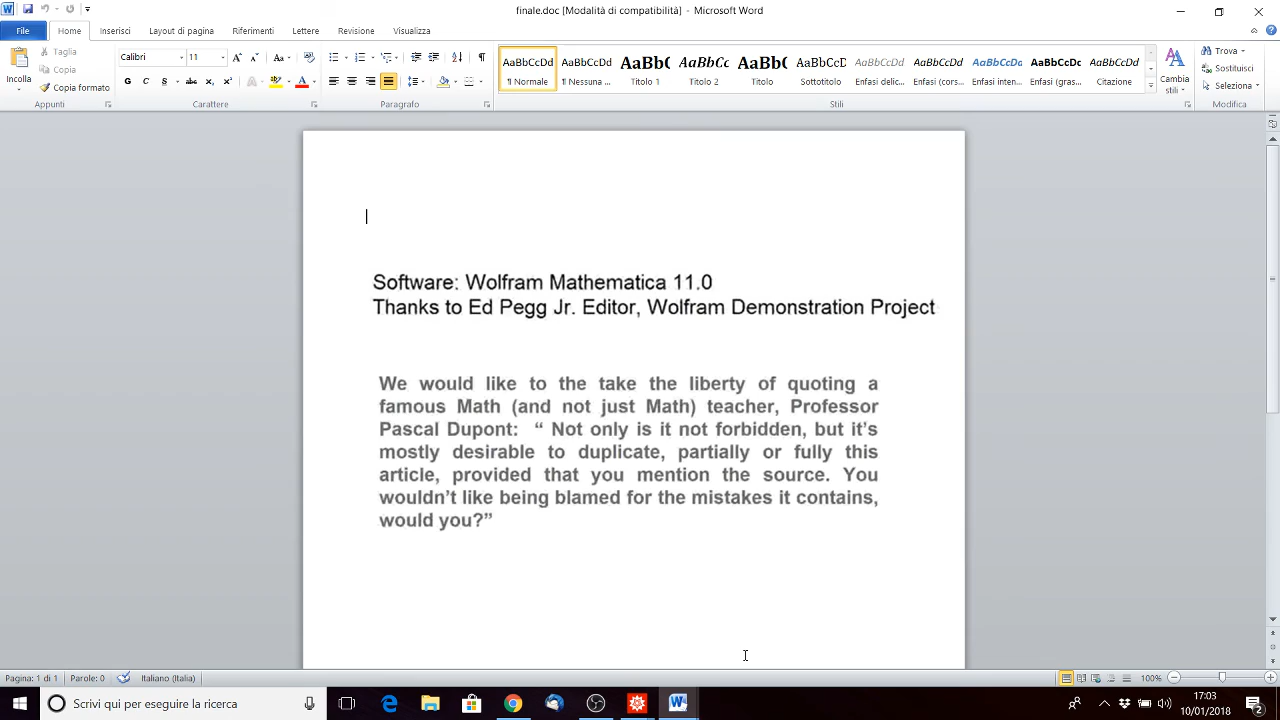 finale.doc [Modalità di compatibilità] - Microsoft Word
File Home Inserisci Layout di pagina Riferimenti Lettere Revisione Visualizza
Incolla
Taglia
Copia
Copia formato
Appunti
Calibri 11
G C S abc X₂ X²
Carattere
Paragrafo
AaBbCcDd AaBbCcDd AaBbC AaBbCc AaBbC AaBbCcD AaBbCcDd AaBbCcDd AaBbCcDd AaBbCcDc AaBbCcDd
¶ Normale ¶ Nessuna ... Titolo 1 Titolo 2 Titolo Sottotitolo Enfasi delic... Enfasi (cors... Enfasi inten... Enfasi (gras... Citazione
Cambia stili
Stili
Trova
Sostituisci
Seleziona
Modifica
Software: Wolfram Mathematica 11.0
Thanks to Ed Pegg Jr. Editor, Wolfram Demonstration Project
We would like to the take the liberty of quoting a
famous Math (and not just Math) teacher, Professor
Pascal Dupont: “ Not only is it not forbidden, but it’s
mostly desirable to duplicate, partially or fully this
article, provided that you mention the source. You
wouldn’t like being blamed for the mistakes it contains,
would you?”
Pagina: 1 di 1 Parole: 0 Italiano (Italia) 100%
Scrivi qui per eseguire la ricerca
17:03
10/01/2018
2